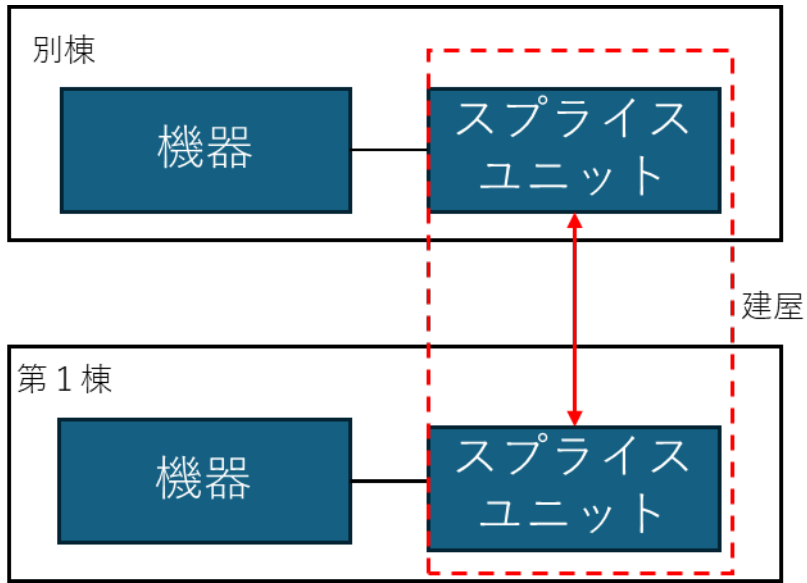 別棟
機器
スプライス
ユニット
建屋
第1棟
機器
スプライス
ユニット